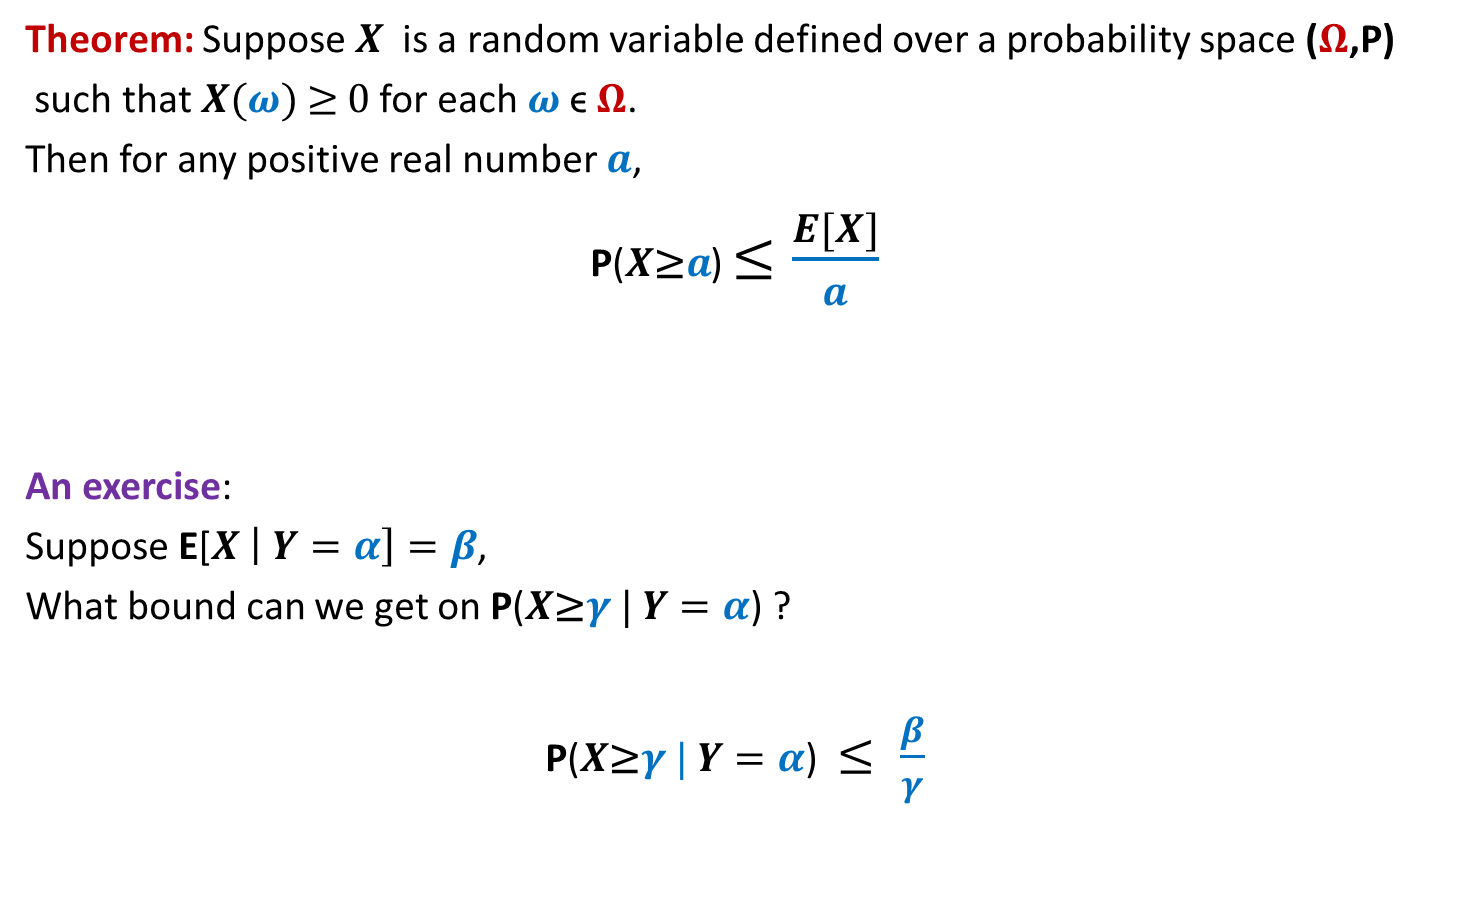 Theorem: Suppose X is a random variable defined over a probability space (Ω,P)
such that X(ω) ≥ 0 for each ω ϵ Ω.
Then for any positive real number a,
P(X≥a) ≤ E[X] / a
An exercise:
Suppose E[X | Y = α] = β,
What bound can we get on P(X≥γ | Y = α) ?
P(X≥γ | Y = α) ≤ β / γ